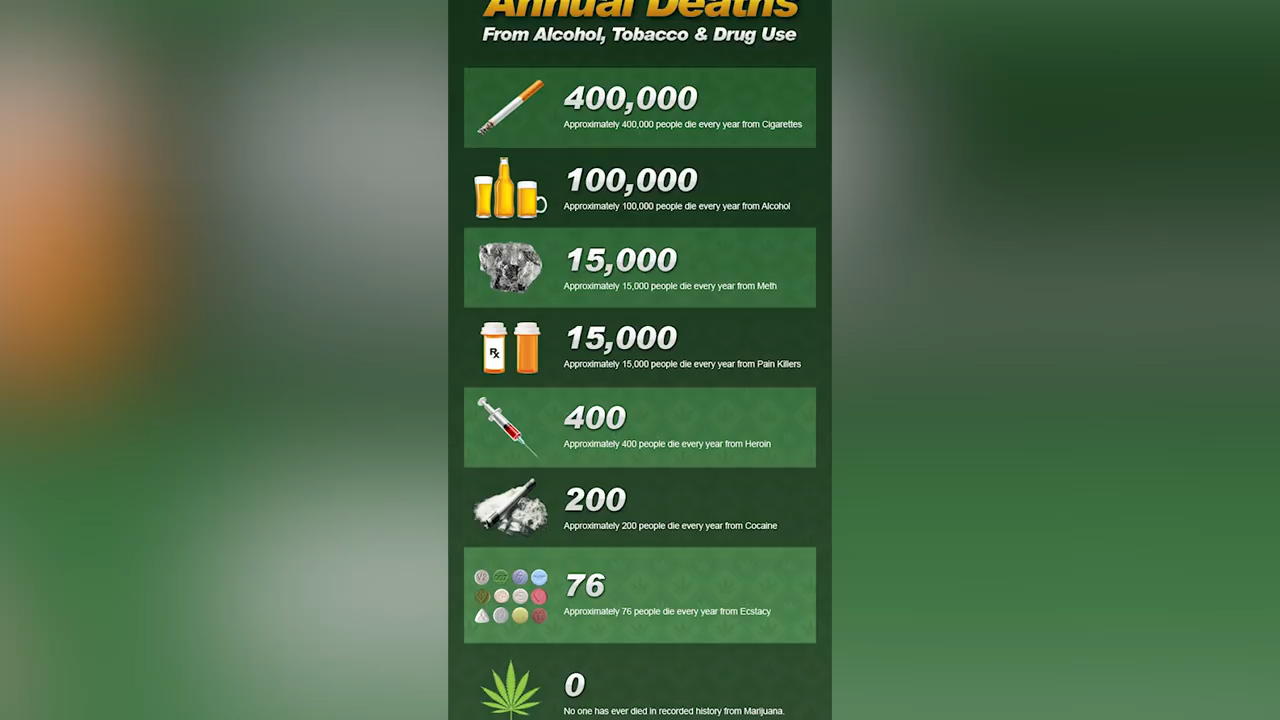 Annual Deaths
From Alcohol, Tobacco & Drug Use
400,000
Approximately 400,000 people die every year from Cigarettes
100,000
Approximately 100,000 people die every year from Alcohol
15,000
Approximately 15,000 people die every year from Meth
15,000
Approximately 15,000 people die every year from Pain Killers
Rx
400
Approximately 400 people die every year from Heroin
200
Approximately 200 people die every year from Cocaine
76
Approximately 76 people die every year from Ecstacy
0
No one has ever died in recorded history from Marijuana.